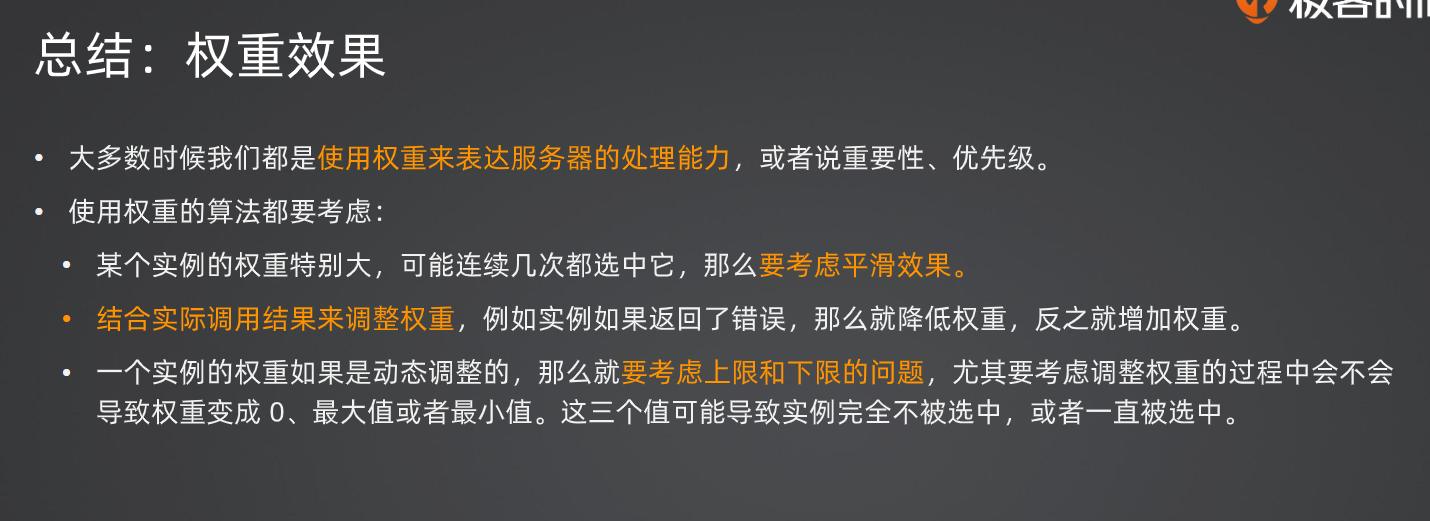 总结：权重效果
• 大多数时候我们都是使用权重来表达服务器的处理能力，或者说重要性、优先级。
• 使用权重的算法都要考虑：
• 某个实例的权重特别大，可能连续几次都选中它，那么要考虑平滑效果。
• 结合实际调用结果来调整权重，例如实例如果返回了错误，那么就降低权重，反之就增加权重。
• 一个实例的权重如果是动态调整的，那么就要考虑上限和下限的问题，尤其要考虑调整权重的过程中会不会
导致权重变成 0、最大值或者最小值。这三个值可能导致实例完全不被选中，或者一直被选中。